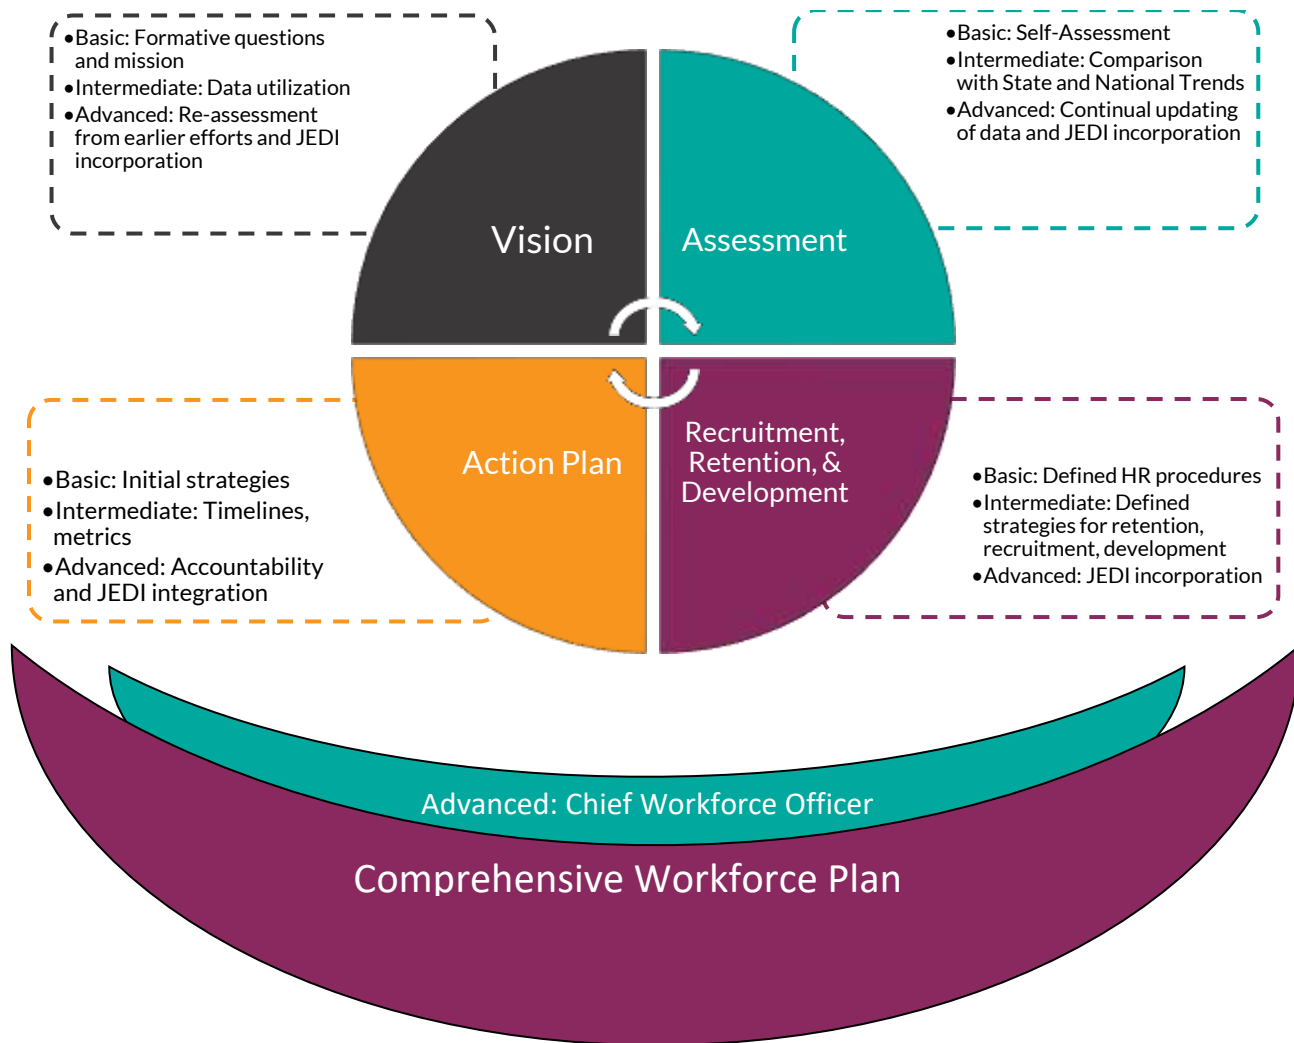 •Basic: Formative questions
and mission
•Intermediate: Data utilization
•Advanced: Re-assessment
from earlier efforts and JEDI
incorporation
•Basic: Self-Assessment
•Intermediate: Comparison
with State and National Trends
•Advanced: Continual updating
of data and JEDI incorporation
Vision
Assessment
Action Plan
Recruitment,
Retention, &
Development
•Basic: Initial strategies
•Intermediate: Timelines,
metrics
•Advanced: Accountability
and JEDI integration
•Basic: Defined HR procedures
•Intermediate: Defined
strategies for retention,
recruitment, development
•Advanced: JEDI incorporation
Advanced: Chief Workforce Officer
Comprehensive Workforce Plan